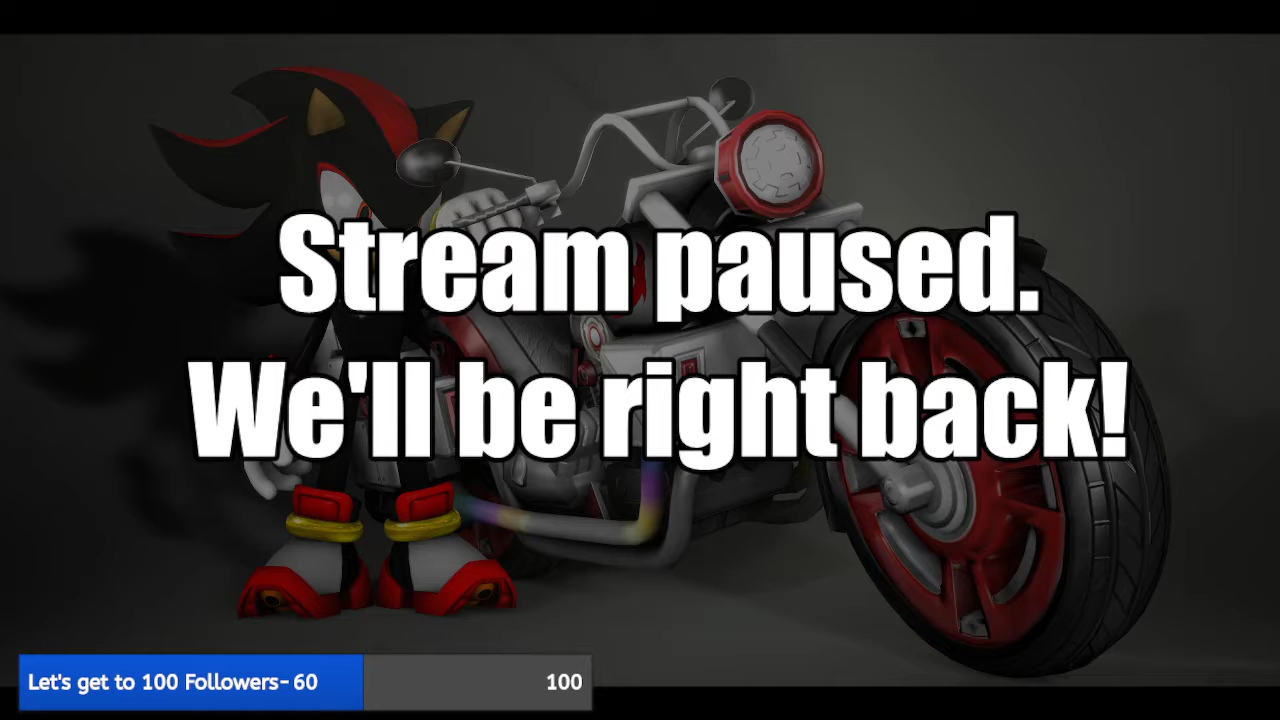 Stream paused.
We'll be right back!
Let's get to 100 Followers- 60 100